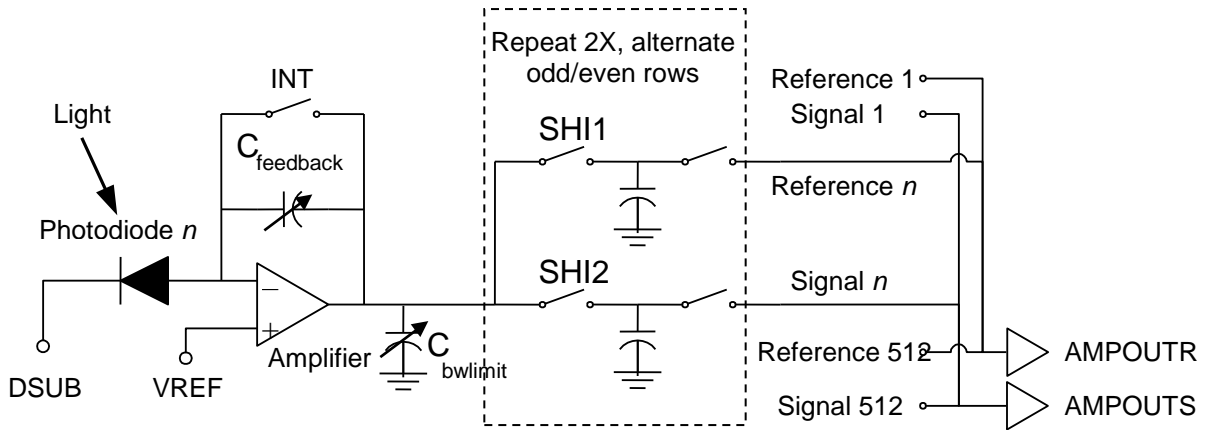 Repeat 2X, alternate
odd/even rows
INT
Reference 1
Light
Signal 1
SHI1
C feedback
Reference n
Photodiode n
SHI2
Signal n
−
+
Amplifier
C bwlimit
Reference 512
AMPOUTR
DSUB
VREF
Signal 512
AMPOUTS